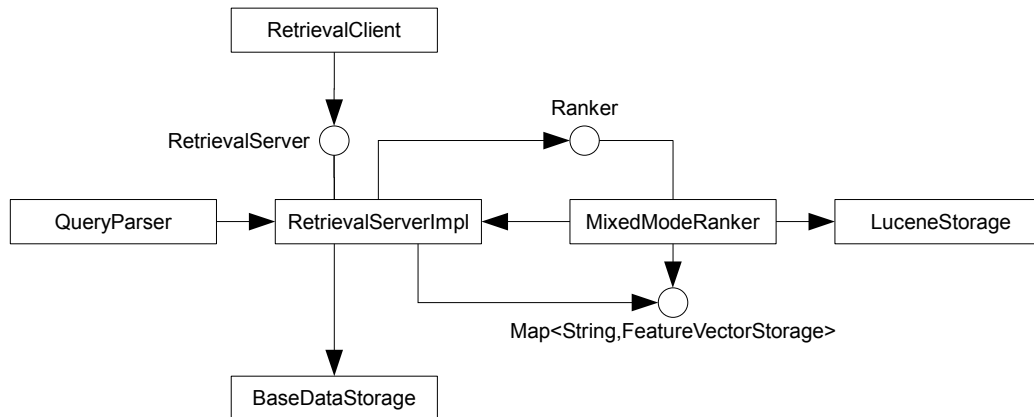 RetrievalClient
Ranker
RetrievalServer
QueryParser
RetrievalServerImpl
MixedModeRanker
LuceneStorage
Map<String,FeatureVectorStorage>
BaseDataStorage